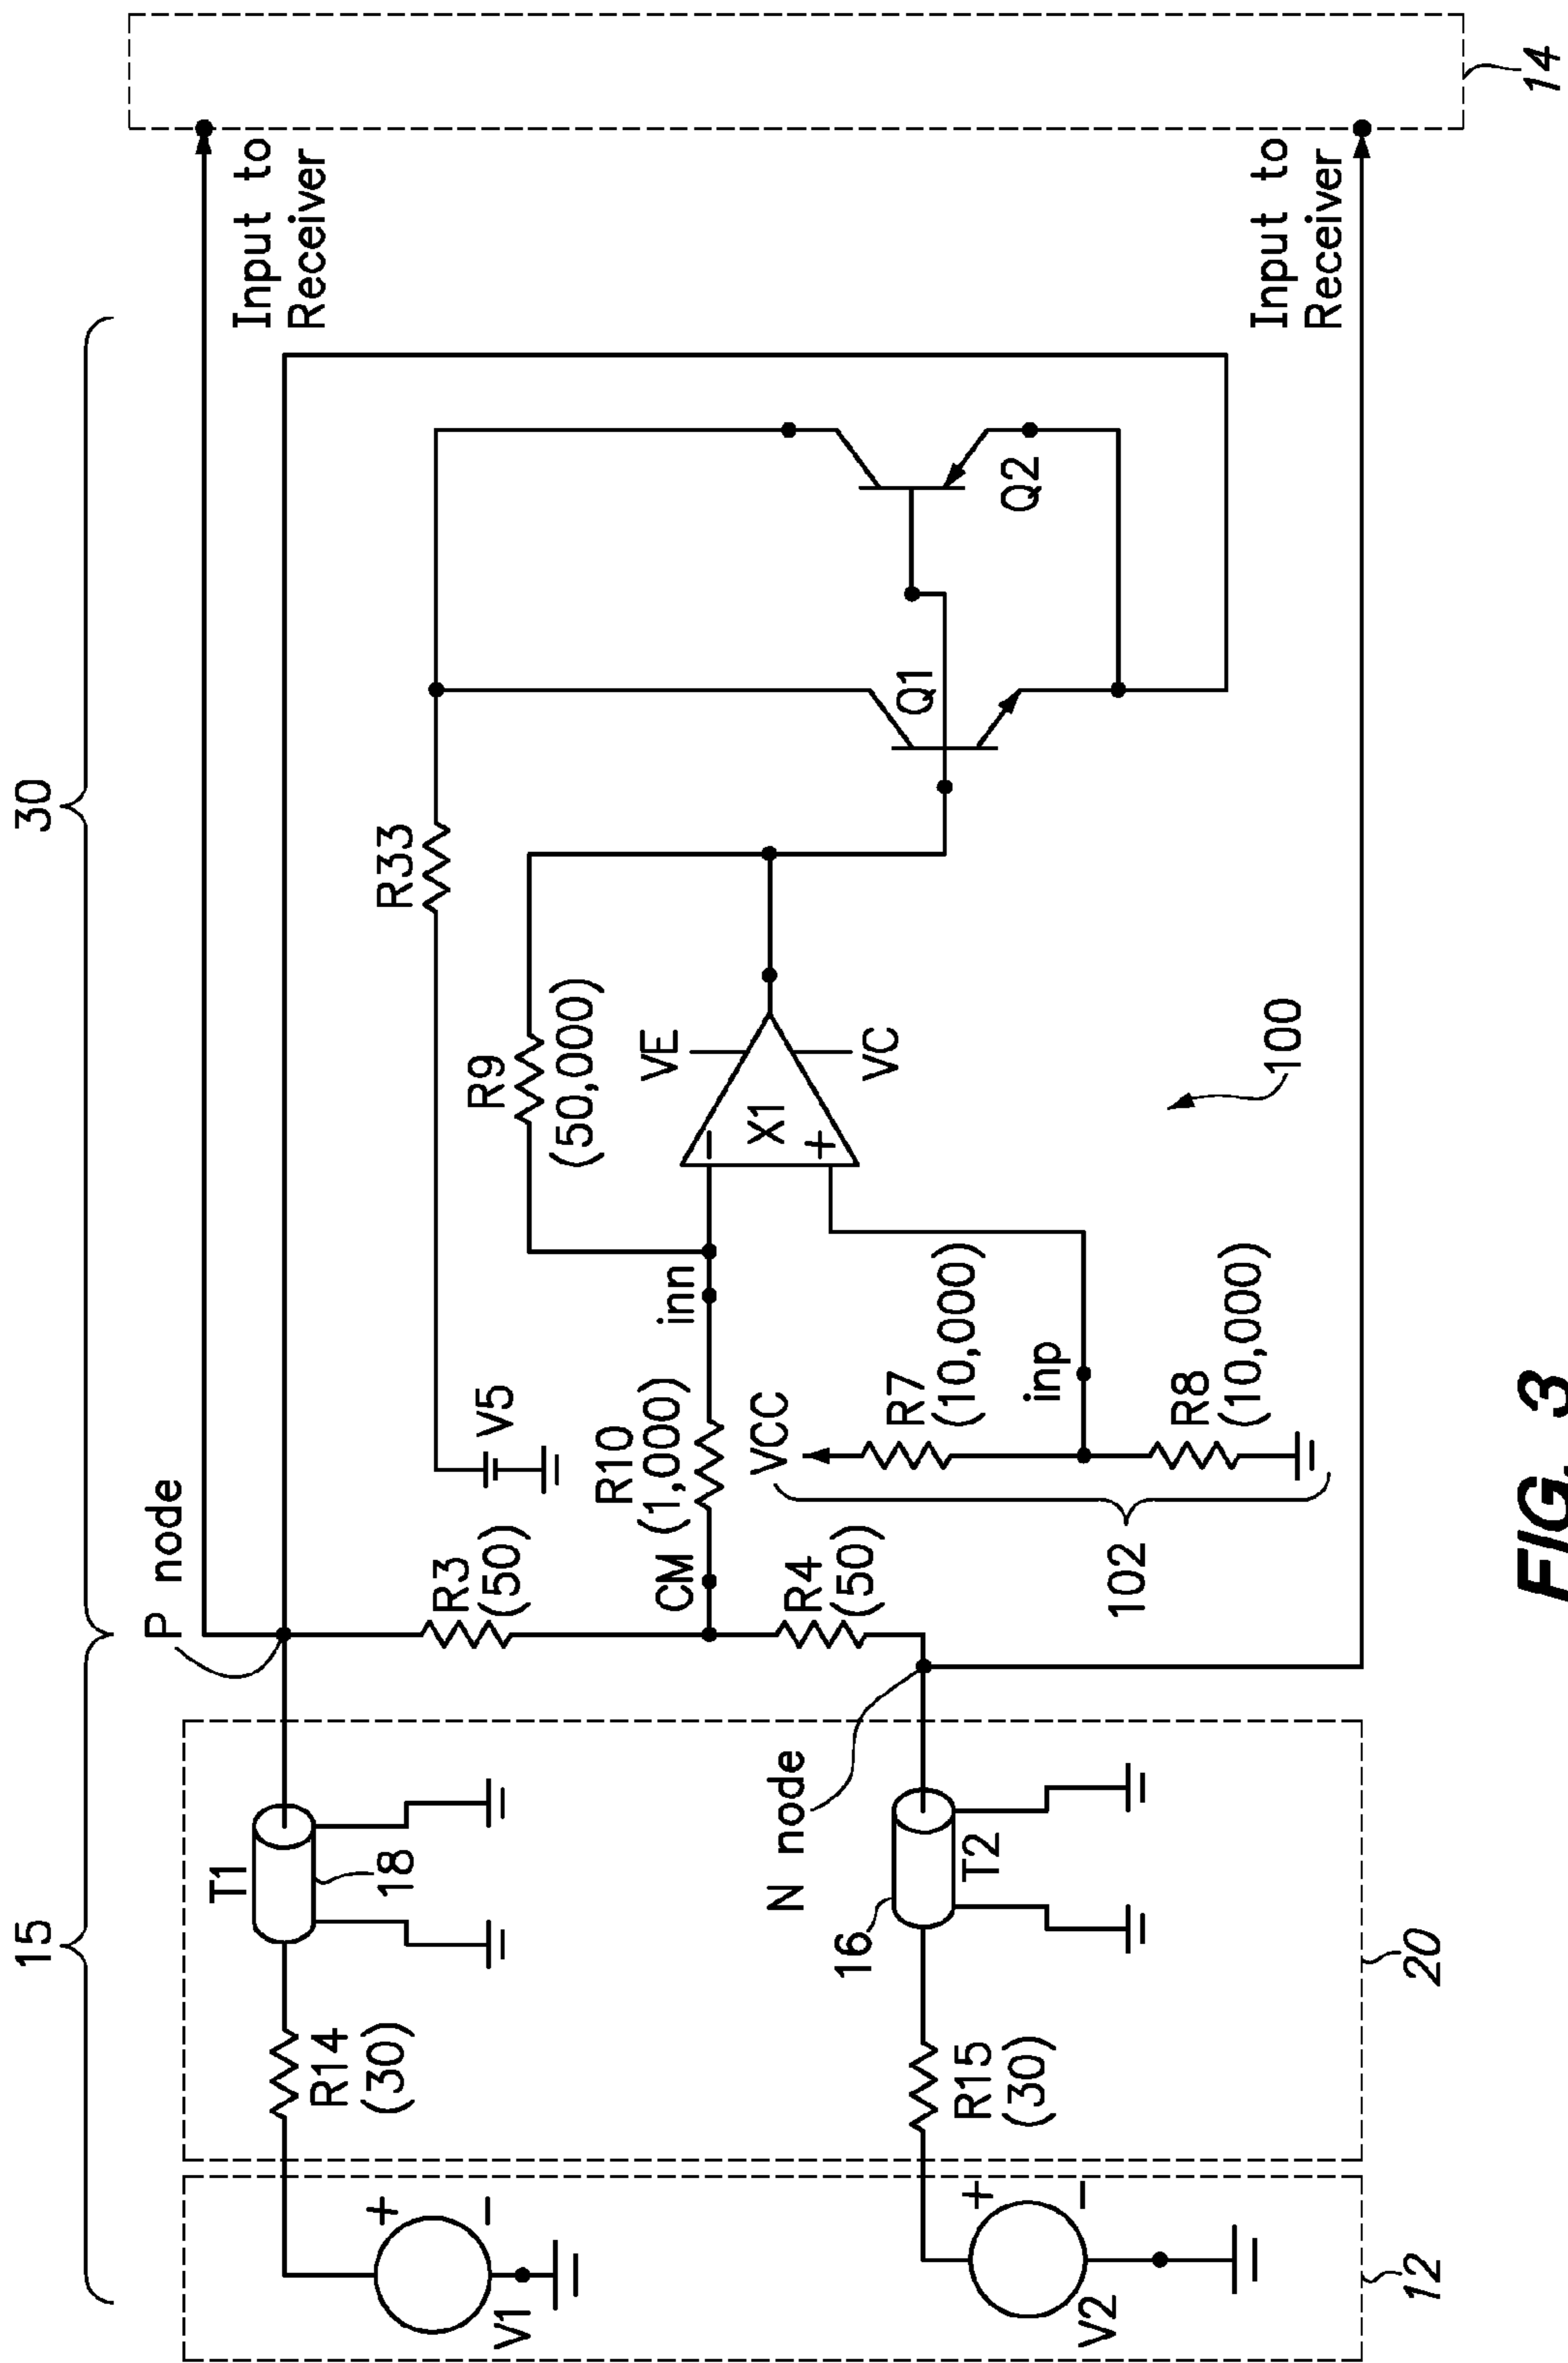 30
15
P node
Input to
Receiver
14
T1
18
R14
(30)
R3
(50)
V5
R33
R9
(50,000)
R10
(1,000)
CM
inn
VE
X1
−
+
VC
Q1
Q2
VCC
R7
(10,000)
inp
R8
(10,000)
102
100
R4
(50)
N node
T2
16
R15
(30)
V1
+
−
V2
+
−
Input to
Receiver
20
12
FIG. 3